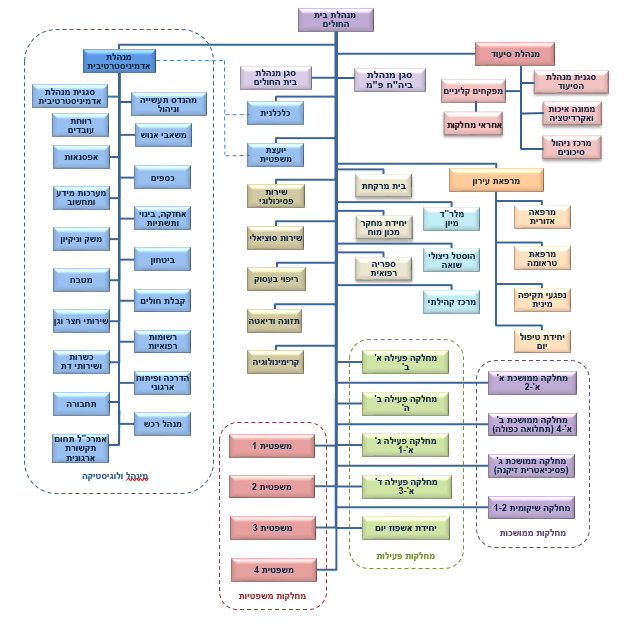 מנהלת בית
החולים
מנהלת סיעוד
סגנית מנהלת
הסיעוד
מפקחים קליניים
ממונה איכות
ואקרדיטציה
אחראי מחלקות
מרכז ניהול
סיכונים
סגן מנהלת
ביה"ח פ"מ
סגן מנהלת
בית החולים
כלכלנית
יועצת
משפטית
מנהלת
אדמיניסטרטיבית
סגנית מנהלת
אדמיניסטרטיבית
מהנדס תעשייה
וניהול
רווחת
עובדים
משאבי אנוש
אפסנאות
כספים
מערכות מידע
ומחשוב
אחזקה, בינוי
ותשתיות
משק וניקיון
ביטחון
מטבח
קבלת חולים
שירותי חצר וגן
רשומות
רפואיות
כשרות
ושירותי דת
הדרכה ופיתוח
ארגוני
תחבורה
מנהל רכש
אמרכ"ל תחום
תקשורת
ארגונית
מינהל ולוגיסטיקה
שירות
פסיכולוגי
שירות סוציאלי
ריפוי בעסוק
תזונה ודיאטה
קרימינולוגיה
בית מרקחת
יחידת מחקר
מכון מוח
ספריה
רפואית
מלר"ד
מיון
הוסטל ניצולי
שואה
מרכז קהילתי
מרפאת עירון
מרפאה
אזורית
מרפאת
טראומה
נפגעי תקיפה
מינית
יחידת טיפול
יום
מחלקה פעילה א'
ב'
מחלקה פעילה ב'
ה'
מחלקה פעילה ג'
א'-1
מחלקה פעילה ד'
א'-3
יחידת אשפוז יום
מחלקות פעילות
מחלקה ממושכת א'
א'-2
מחלקה ממושכת ב'
א'-4 (תחלואה כפולה)
מחלקה ממושכת ג'
(פסיכיאטרית זיקנה)
מחלקה שיקומית 1-2
מחלקות ממושכות
משפטית 1
משפטית 2
משפטית 3
משפטית 4
מחלקות משפטיות